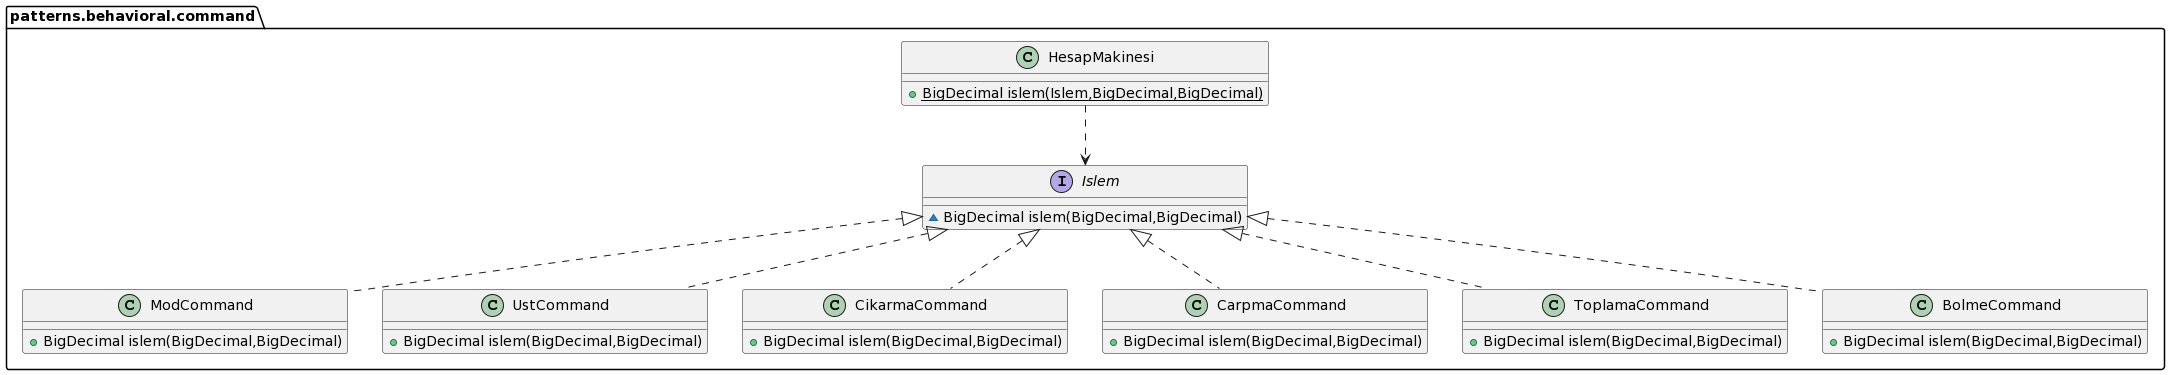 patterns.behavioral.command
C HesapMakinesi
BigDecimal islem(Islem,BigDecimal,BigDecimal)
I Islem
BigDecimal islem(BigDecimal,BigDecimal)
C ModCommand
BigDecimal islem(BigDecimal,BigDecimal)
C UstCommand
BigDecimal islem(BigDecimal,BigDecimal)
C CikarmaCommand
BigDecimal islem(BigDecimal,BigDecimal)
C CarpmaCommand
BigDecimal islem(BigDecimal,BigDecimal)
C ToplamaCommand
BigDecimal islem(BigDecimal,BigDecimal)
C BolmeCommand
BigDecimal islem(BigDecimal,BigDecimal)